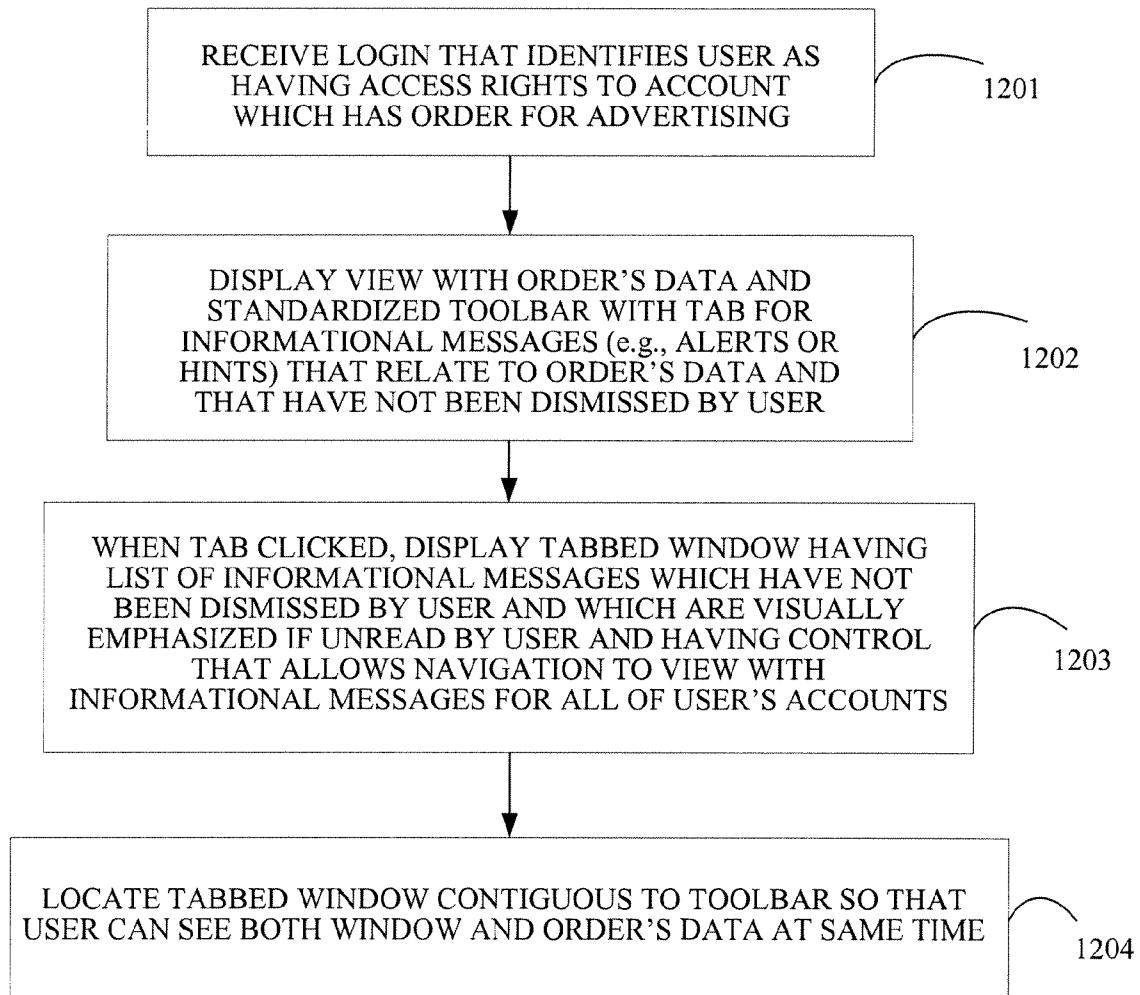 RECEIVE LOGIN THAT IDENTIFIES USER AS
HAVING ACCESS RIGHTS TO ACCOUNT
WHICH HAS ORDER FOR ADVERTISING
1201
DISPLAY VIEW WITH ORDER'S DATA AND
STANDARDIZED TOOLBAR WITH TAB FOR
INFORMATIONAL MESSAGES (e.g., ALERTS OR
HINTS) THAT RELATE TO ORDER'S DATA AND
THAT HAVE NOT BEEN DISMISSED BY USER
1202
WHEN TAB CLICKED, DISPLAY TABBED WINDOW HAVING
LIST OF INFORMATIONAL MESSAGES WHICH HAVE NOT
BEEN DISMISSED BY USER AND WHICH ARE VISUALLY
EMPHASIZED IF UNREAD BY USER AND HAVING CONTROL
THAT ALLOWS NAVIGATION TO VIEW WITH
INFORMATIONAL MESSAGES FOR ALL OF USER'S ACCOUNTS
1203
LOCATE TABBED WINDOW CONTIGUOUS TO TOOLBAR SO THAT
USER CAN SEE BOTH WINDOW AND ORDER'S DATA AT SAME TIME
1204